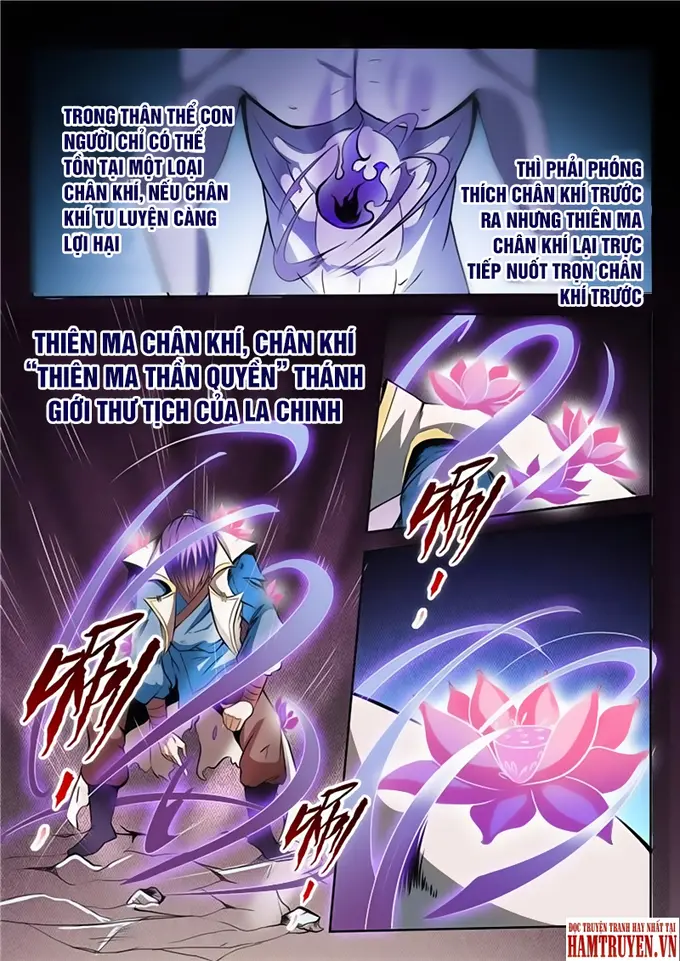 TRONG THÂN THỂ CON
NGƯỜI CHỈ CÓ THỂ
TỒN TẠI MỘT LOẠI
CHÂN KHÍ, NẾU CHÂN
KHÍ TU LUYỆN CÀNG
LỢI HẠI
THÌ PHẢI PHÓNG
THÍCH CHÂN KHÍ TRƯỚC
RA NHƯNG THIÊN MA
CHÂN KHÍ LẠI TRỰC
TIẾP NUỐT TRỌN CHÂN
KHÍ TRƯỚC
THIÊN MA CHÂN KHÍ, CHÂN KHÍ
“THIÊN MA THẦN QUYỀN” THÁNH
GIỚI THƯ TỊCH CỦA LA CHINH
ĐỌC TRUYỆN TRANH HAY NHẤT TẠI
HAMTRUYEN.VN